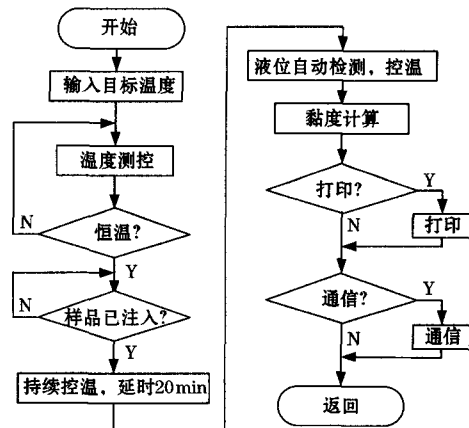 开始
输入目标温度
温度测控
恒温?
N
Y
样品已注入?
N
Y
持续控温，延时20min
液位自动检测，控温
黏度计算
打印?
Y
N
打印
通信?
Y
N
通信
返回